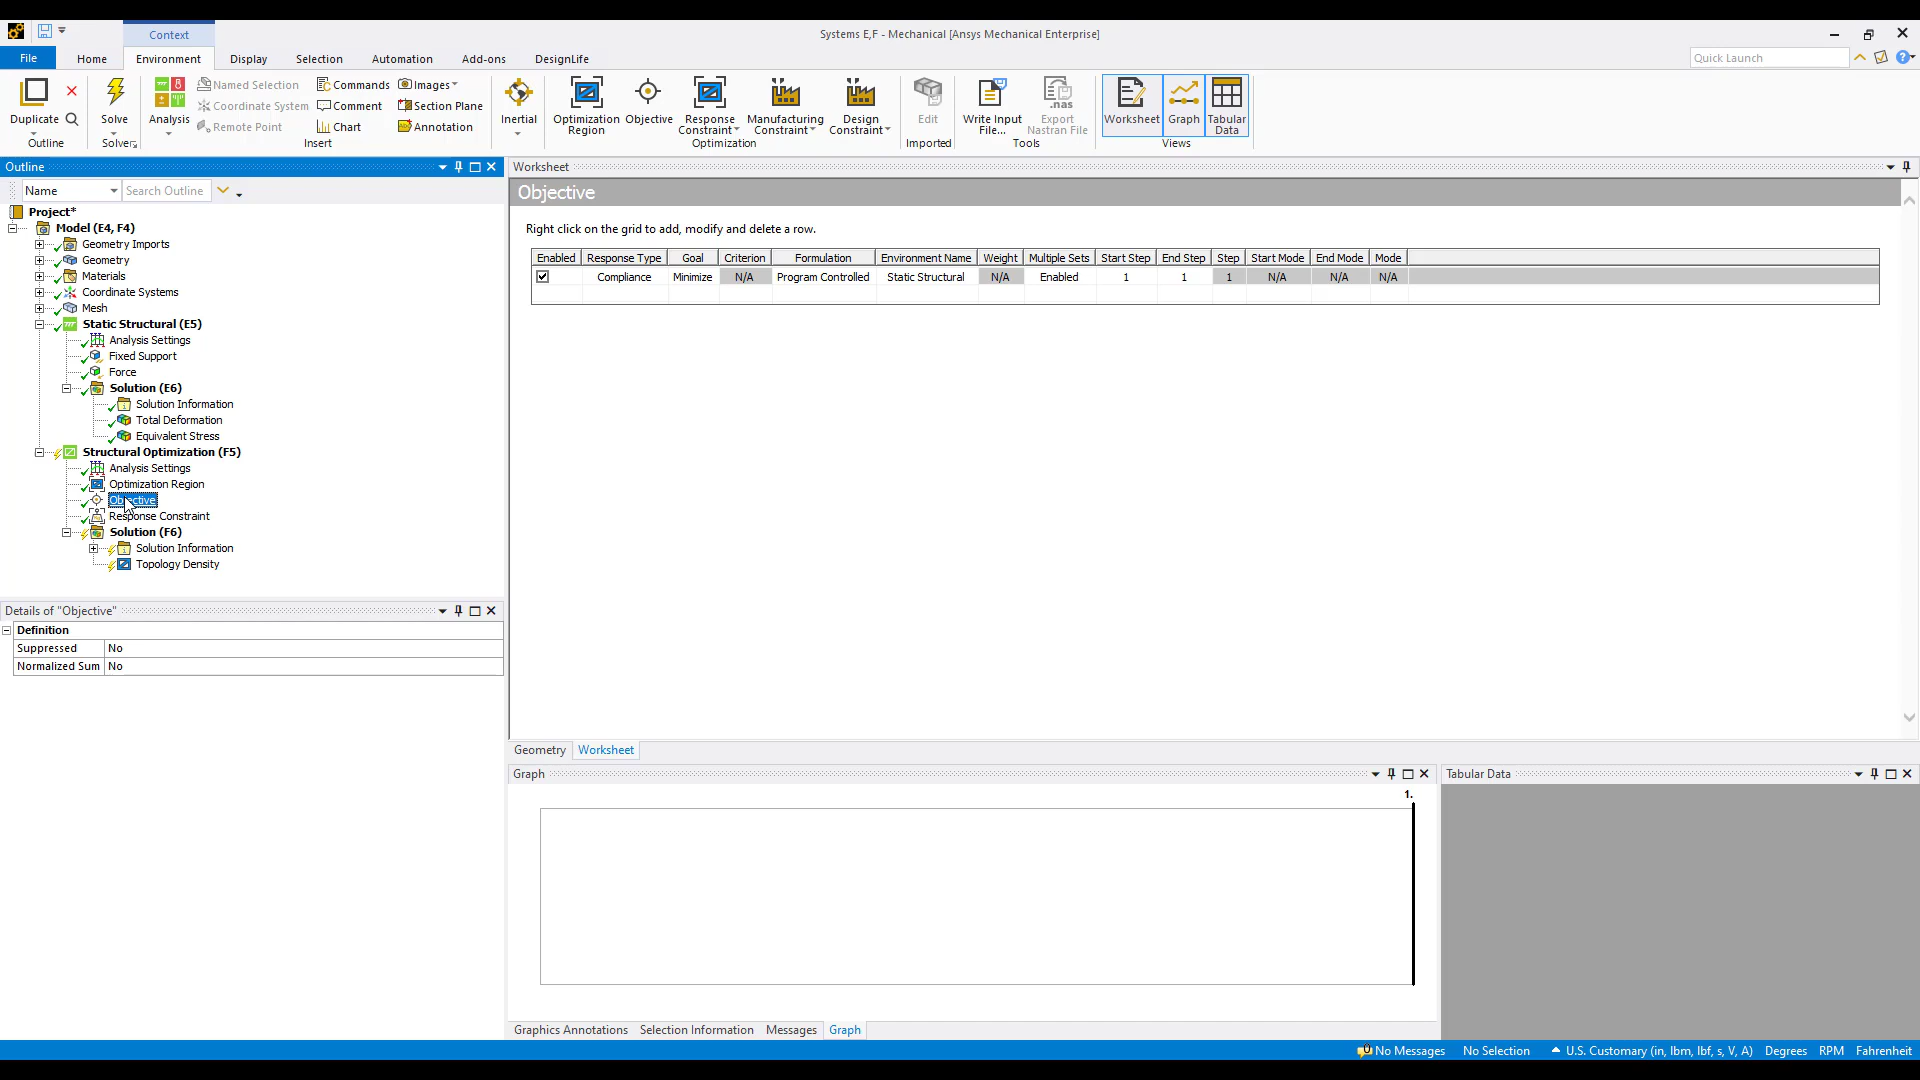 Context
Systems E,F - Mechanical [Ansys Mechanical Enterprise]
File Home Environment Display Selection Automation Add-ons DesignLife Quick Launch
Duplicate
Outline
Solve
Solver
Analysis
Named Selection
Coordinate System
Remote Point
Commands
Comment
Chart
Images
Section Plane
Annotation
Insert
Inertial
Optimization Region
Objective
Response Constraint
Manufacturing Constraint
Design Constraint
Optimization
Edit
Imported
Write Input File...
.nas
Export Nastran File
Tools
Worksheet
Graph
Tabular Data
Views
Outline
Name Search Outline
Project*
Model (E4, F4)
Geometry Imports
Geometry
Materials
Coordinate Systems
Mesh
Static Structural (E5)
Analysis Settings
Fixed Support
Force
Solution (E6)
Solution Information
Total Deformation
Equivalent Stress
Structural Optimization (F5)
Analysis Settings
Optimization Region
Objective
Response Constraint
Solution (F6)
Solution Information
Topology Density
Details of "Objective"
Definition
Suppressed No
Normalized Sum No
Worksheet
Objective
Right click on the grid to add, modify and delete a row.
Enabled Response Type Goal Criterion Formulation Environment Name Weight Multiple Sets Start Step End Step Step Start Mode End Mode Mode
Compliance Minimize N/A Program Controlled Static Structural N/A Enabled 1 1 1 N/A N/A N/A
Geometry Worksheet
Graph
1.
Tabular Data
Graphics Annotations Selection Information Messages Graph
0 No Messages No Selection U.S. Customary (in, lbm, lbf, s, V, A) Degrees RPM Fahrenheit